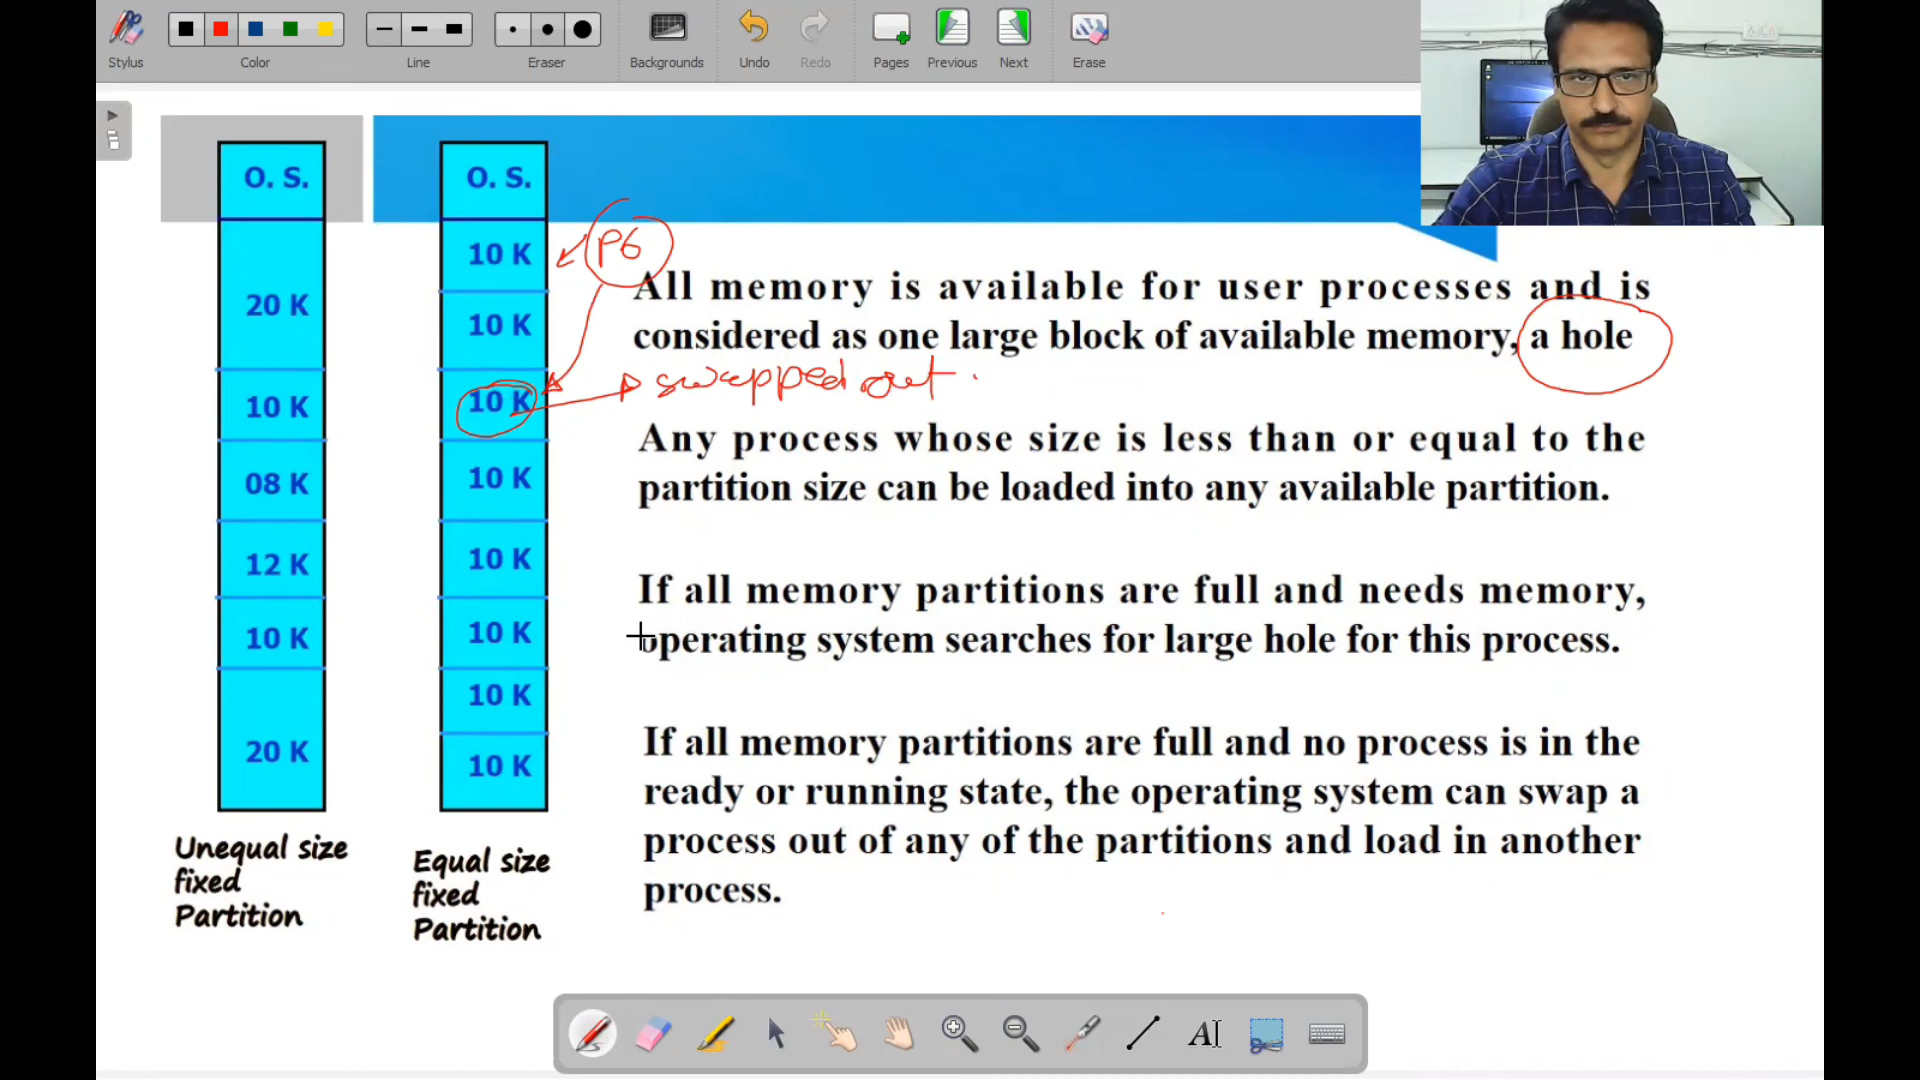 Stylus
Color
Line
Eraser
Backgrounds
Undo
Redo
Pages
Previous
Next
Erase
O. S.
20 K
10 K
08 K
12 K
10 K
20 K
Unequal size
fixed
Partition
O. S.
10 K
10 K
10 K
10 K
10 K
10 K
10 K
10 K
Equal size
fixed
Partition
P6
All memory is available for user processes and is
considered as one large block of available memory, a hole
swapped out.
Any process whose size is less than or equal to the
partition size can be loaded into any available partition.
If all memory partitions are full and needs memory,
operating system searches for large hole for this process.
If all memory partitions are full and no process is in the
ready or running state, the operating system can swap a
process out of any of the partitions and load in another
process.